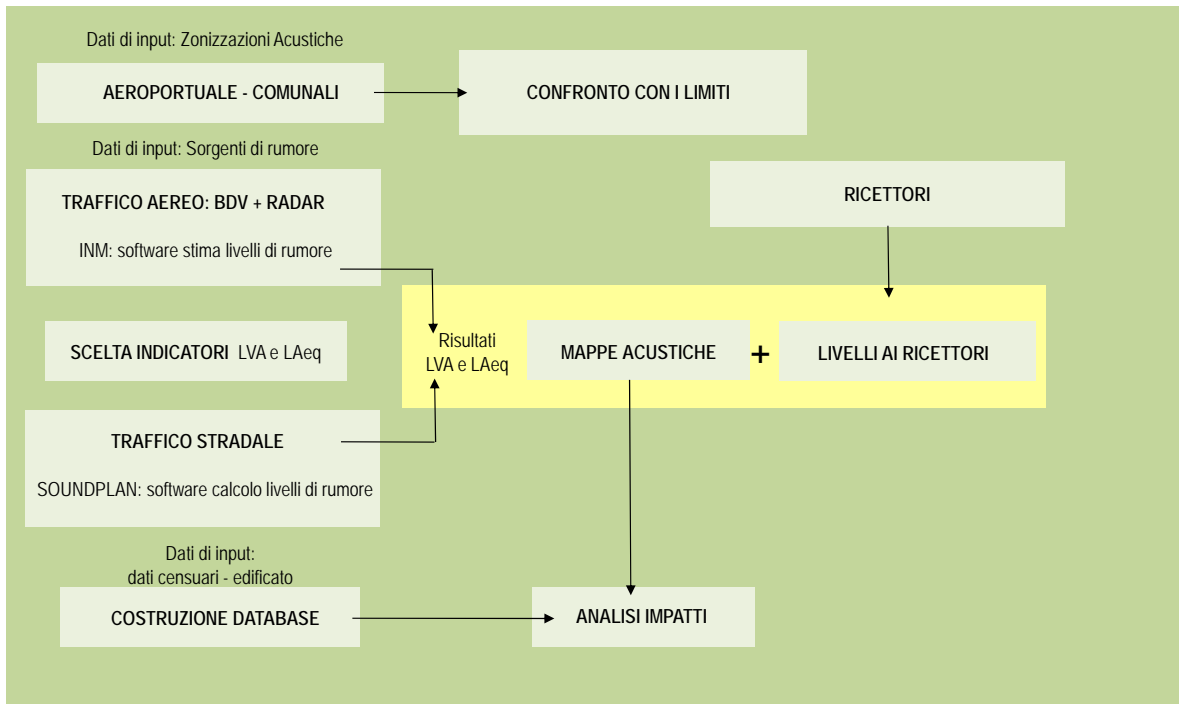 Dati di input: Zonizzazioni Acustiche
AEROPORTUALE - COMUNALI
CONFRONTO CON I LIMITI
Dati di input: Sorgenti di rumore
TRAFFICO AEREO: BDV + RADAR
INM: software stima livelli di rumore
RICETTORI
SCELTA INDICATORI LVA e LAeq
Risultati
LVA e LAeq
MAPPE ACUSTICHE
+
LIVELLI AI RICETTORI
TRAFFICO STRADALE
SOUNDPLAN: software calcolo livelli di rumore
Dati di input:
dati censuari - edificato
COSTRUZIONE DATABASE
ANALISI IMPATTI